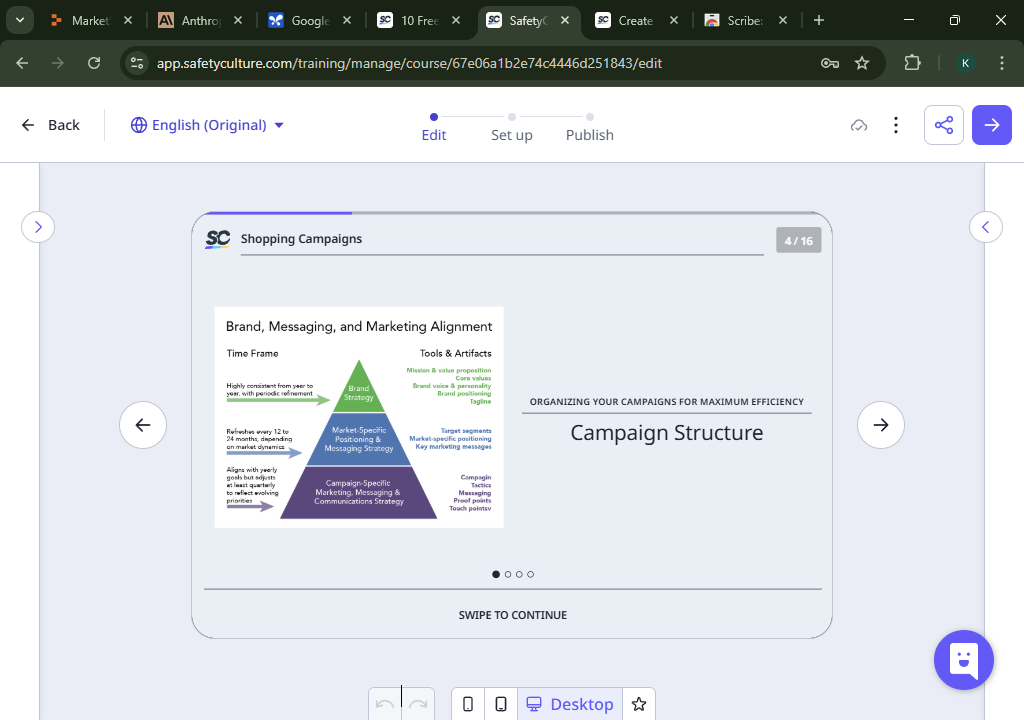 Market
Anthrop
Google
10 Free
SafetyC
Create
Scribe:
app.safetyculture.com/training/manage/course/67e06a1b2e74c4446d251843/edit
K
Back
English (Original)
Edit
Set up
Publish
SC
Shopping Campaigns
4 / 16
Brand, Messaging, and Marketing Alignment
Time Frame
Tools & Artifacts
Highly consistent from year to
year, with periodic refinement
Brand
Strategy
Mission & value proposition
Core values
Brand voice & personality
Brand positioning
Tagline
Refreshes every 12 to
24 months, depending
on market dynamics
Market-Specific
Positioning &
Messaging Strategy
Target segments
Market-specific positioning
Key marketing messages
Aligns with yearly
goals but adjusts
at least quarterly
to reflect evolving
priorities
Campaign-Specific
Marketing, Messaging &
Communications Strategy
Campagin
Tactics
Messaging
Proof points
Touch pointsv
ORGANIZING YOUR CAMPAIGNS FOR MAXIMUM EFFICIENCY
Campaign Structure
SWIPE TO CONTINUE
Desktop